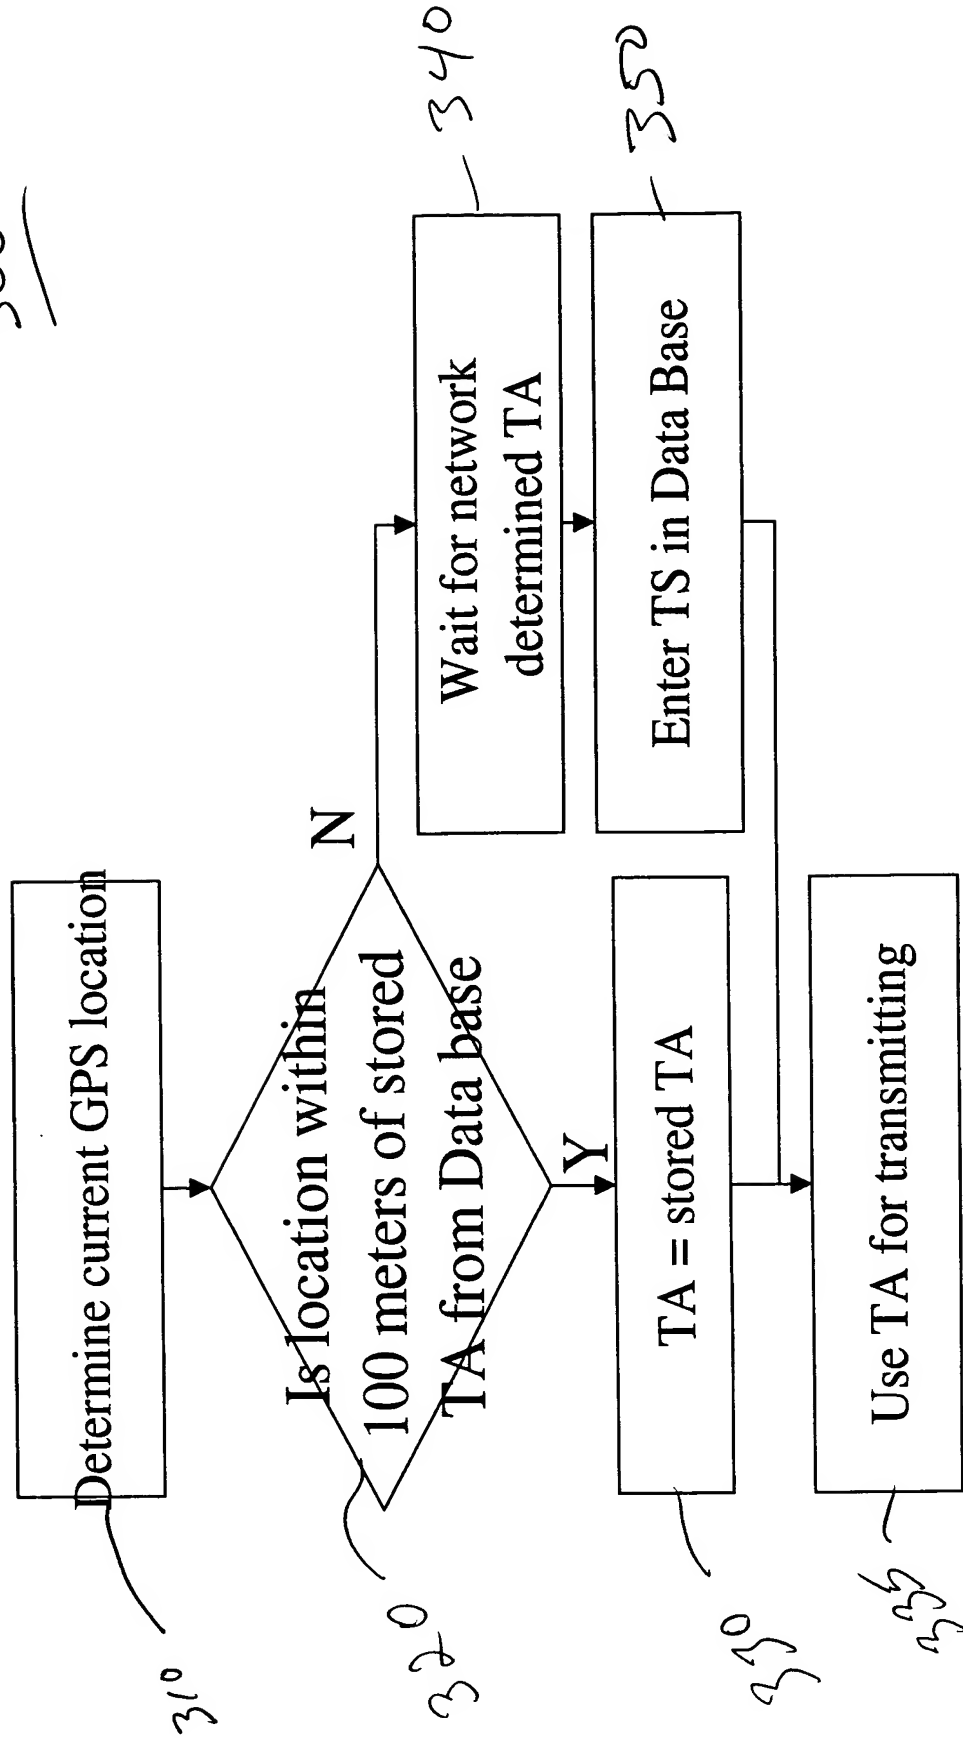 310
Determine current GPS location
320
Is location within
100 meters of stored
TA from Data base
N
Y
340
Wait for network
determined TA
350
Enter TS in Data Base
330
TA = stored TA
335
Use TA for transmitting